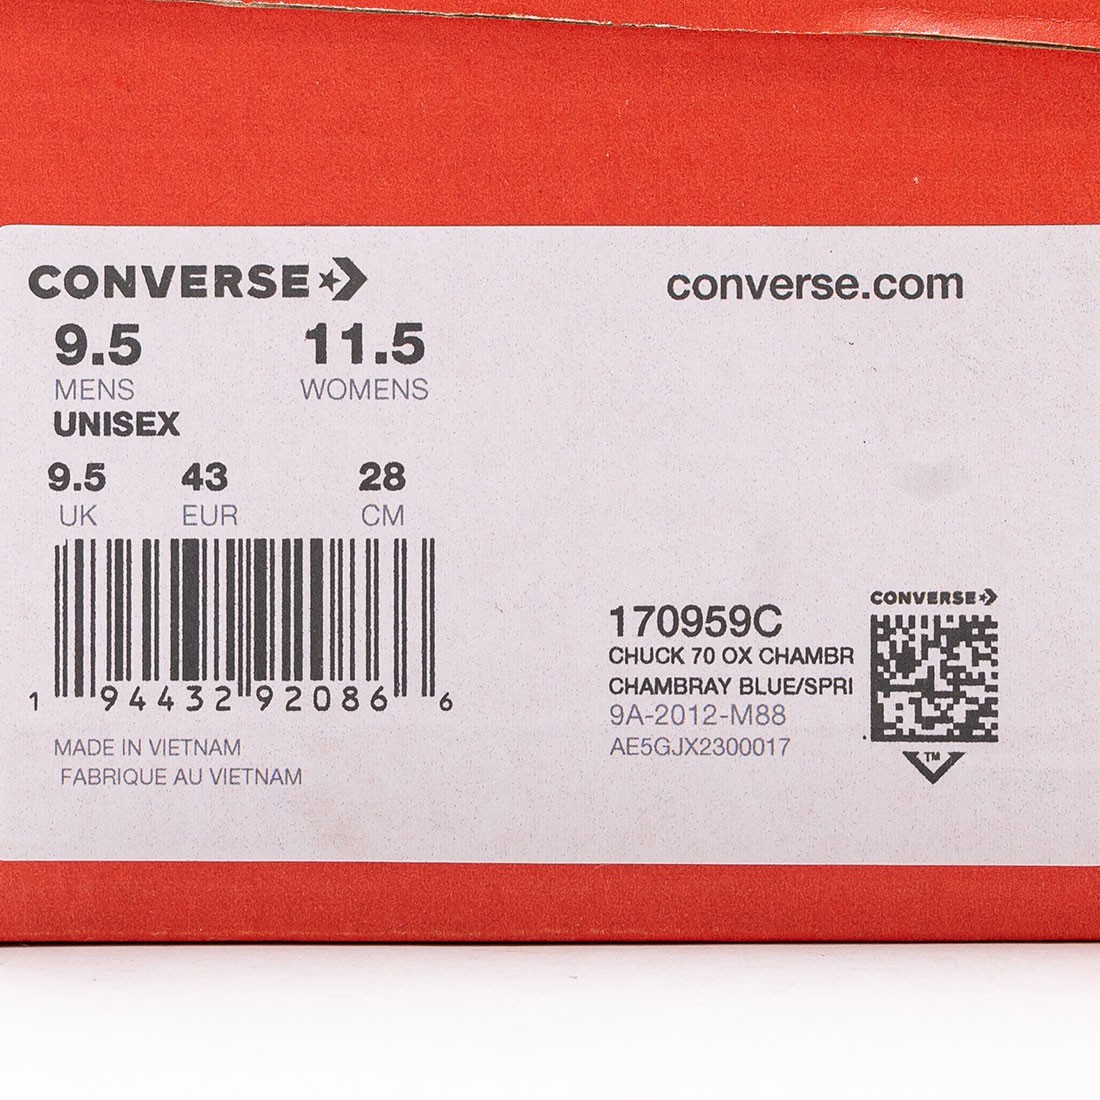 CONVERSE
converse.com
9.5 11.5
MENS WOMENS
UNISEX
9.5 43 28
UK EUR CM
1 94432 92086 6
MADE IN VIETNAM
FABRIQUE AU VIETNAM
CONVERSE
170959C
CHUCK 70 OX CHAMBR
CHAMBRAY BLUE/SPRI
9A-2012-M88
AE5GJX2300017
TM